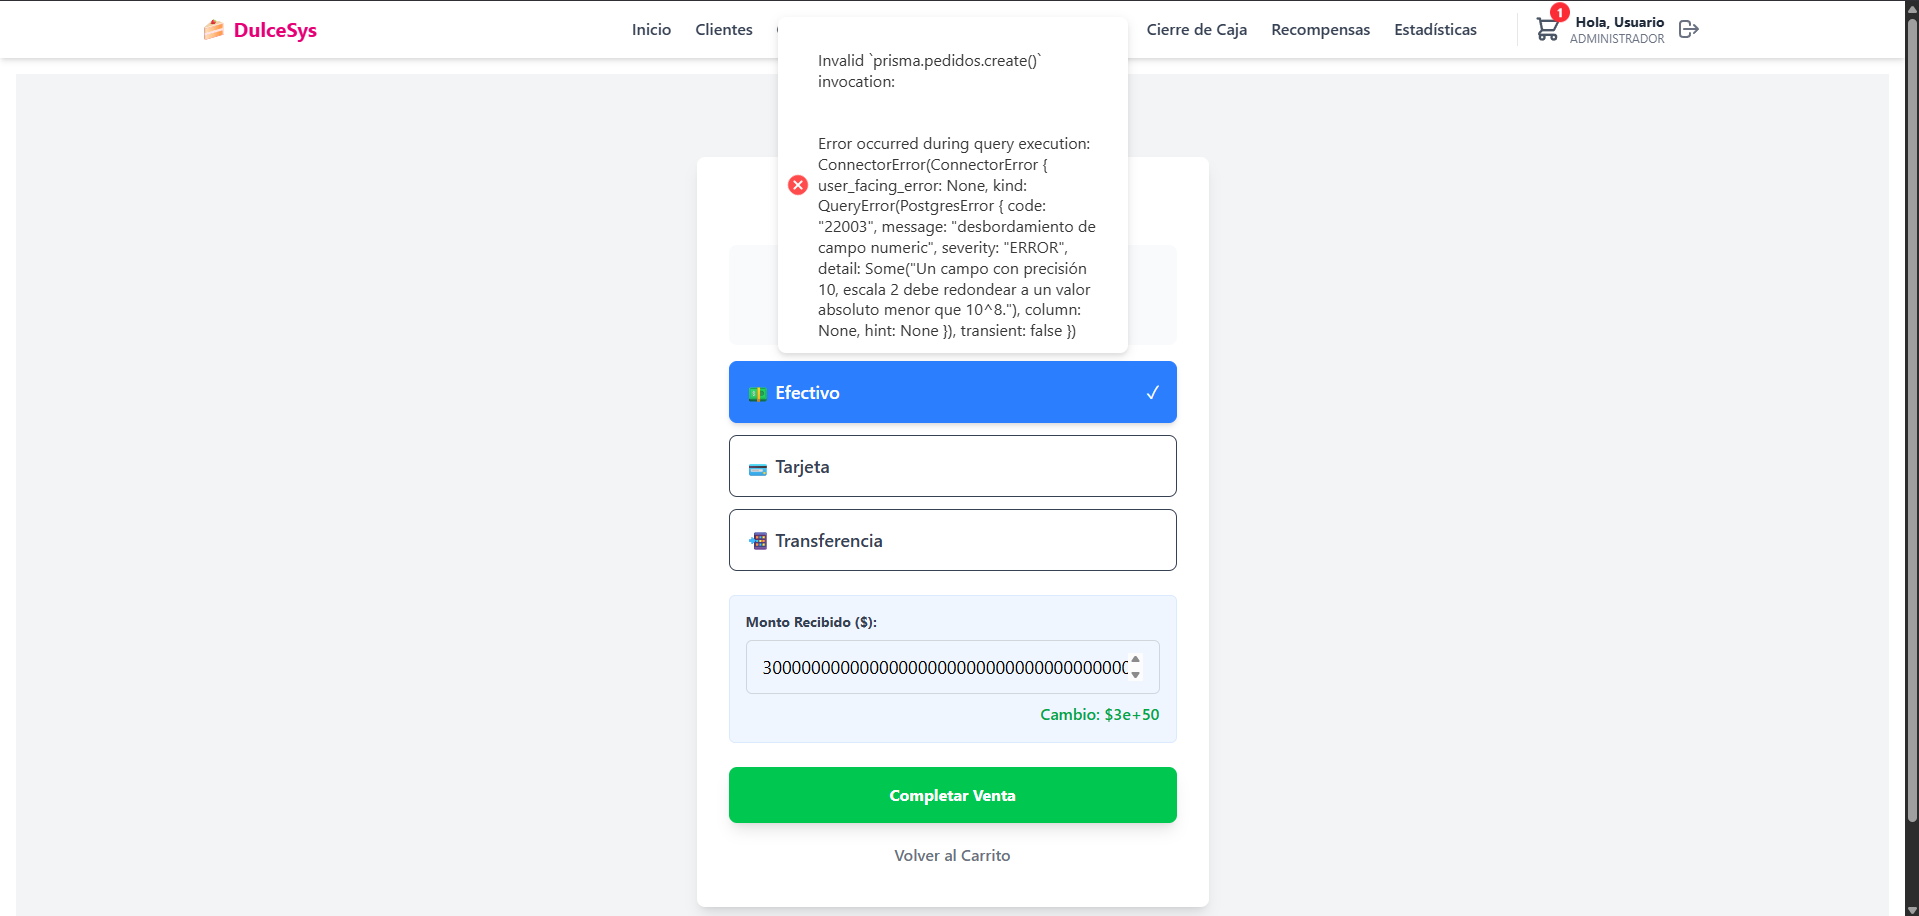 DulceSys
Inicio
Clientes
Cierre de Caja
Recompensas
Estadísticas
1
Hola, Usuario
ADMINISTRADOR
Invalid `prisma.pedidos.create()`
invocation:
Error occurred during query execution:
ConnectorError(ConnectorError {
user_facing_error: None, kind:
QueryError(PostgresError { code:
"22003", message: "desbordamiento de
campo numeric", severity: "ERROR",
detail: Some("Un campo con precisión
10, escala 2 debe redondear a un valor
absoluto menor que 10^8."), column:
None, hint: None }), transient: false })
Efectivo
✓
Tarjeta
Transferencia
Monto Recibido ($):
300000000000000000000000000000000000000
Cambio: $3e+50
Completar Venta
Volver al Carrito